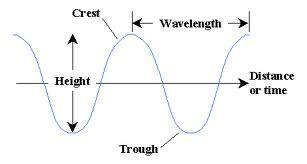 Crest
Wavelength
Height
Distance
or time
Trough